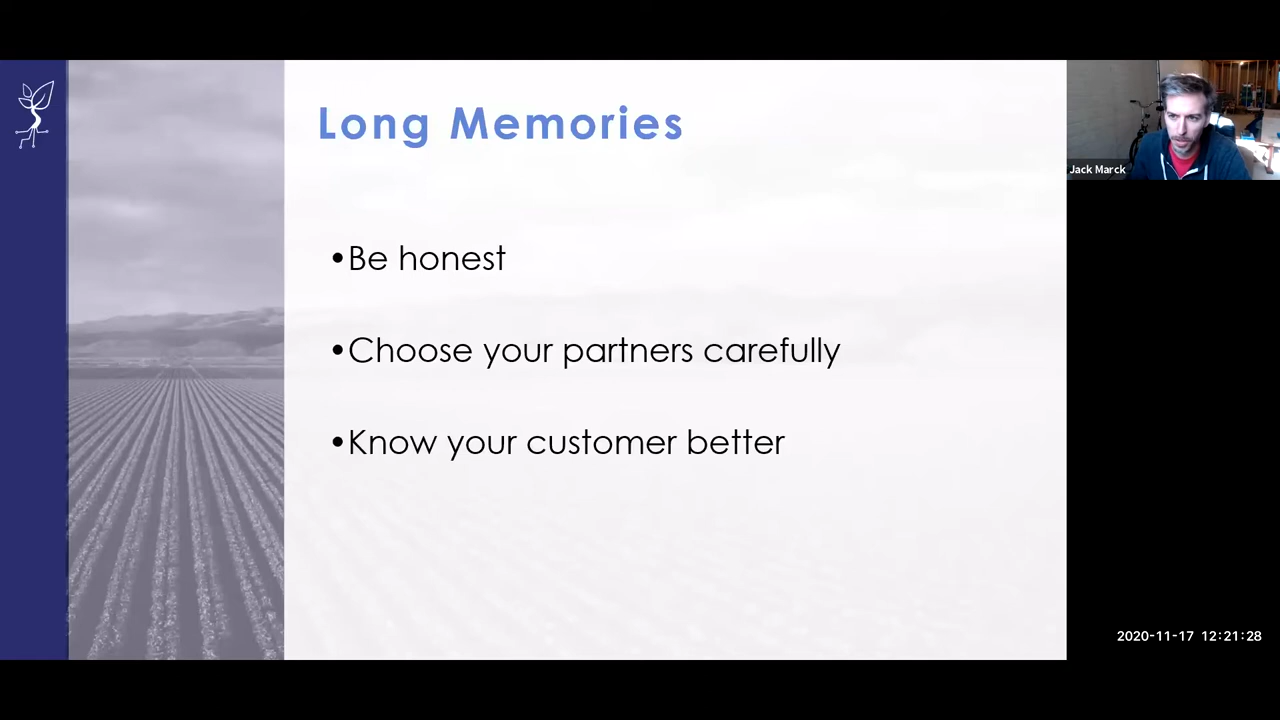 Long Memories
•Be honest
•Choose your partners carefully
•Know your customer better
Jack Marck
2020-11-17 12:21:28